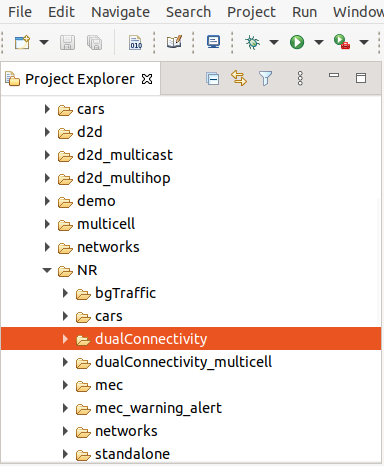 File Edit Navigate Search Project Run Window
010
Project Explorer
cars
d2d
d2d_multicast
d2d_multihop
demo
multicell
networks
NR
bgTraffic
cars
dualConnectivity
dualConnectivity_multicell
mec
mec_warning_alert
networks
standalone